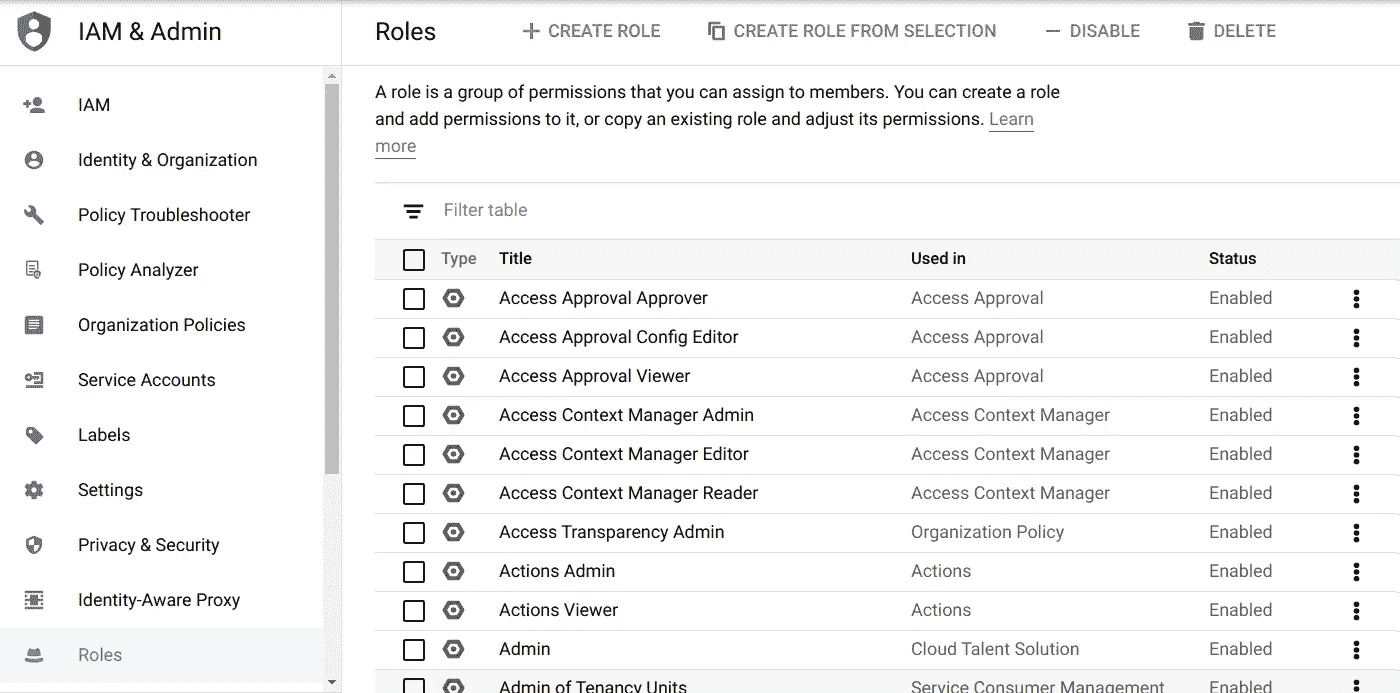 IAM & Admin
Roles
CREATE ROLE
CREATE ROLE FROM SELECTION
DISABLE
DELETE
IAM
Identity & Organization
Policy Troubleshooter
Policy Analyzer
Organization Policies
Service Accounts
Labels
Settings
Privacy & Security
Identity-Aware Proxy
Roles
A role is a group of permissions that you can assign to members. You can create a role
and add permissions to it, or copy an existing role and adjust its permissions. Learn
more
Filter table
Type Title Used in Status
Access Approval Approver Access Approval Enabled
Access Approval Config Editor Access Approval Enabled
Access Approval Viewer Access Approval Enabled
Access Context Manager Admin Access Context Manager Enabled
Access Context Manager Editor Access Context Manager Enabled
Access Context Manager Reader Access Context Manager Enabled
Access Transparency Admin Organization Policy Enabled
Actions Admin Actions Enabled
Actions Viewer Actions Enabled
Admin Cloud Talent Solution Enabled
Admin of Tenancy Units Service Consumer Management Enabled